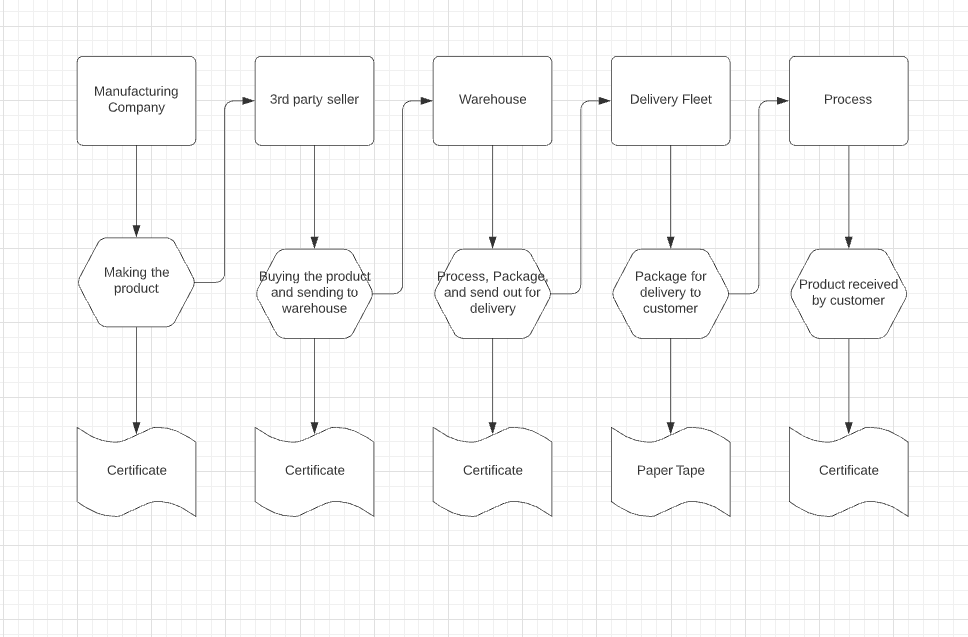 Manufacturing
Company
3rd party seller
Warehouse
Delivery Fleet
Process
Making the
product
Buying the product
and sending to
warehouse
Process, Package,
and send out for
delivery
Package for
delivery to
customer
Product received
by customer
Certificate
Certificate
Certificate
Paper Tape
Certificate